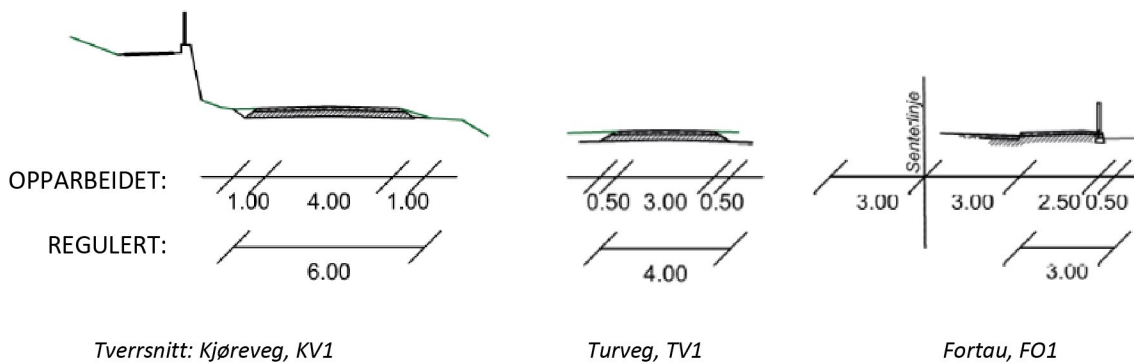 Senterlinje
OPPARBEIDET:
1.00 4.00 1.00 0.50 3.00 0.50 3.00 3.00 2.50 0.50
REGULERT:
6.00 4.00 3.00
Tverrsnitt: Kjøreveg, KV1 Turveg, TV1 Fortau, FO1